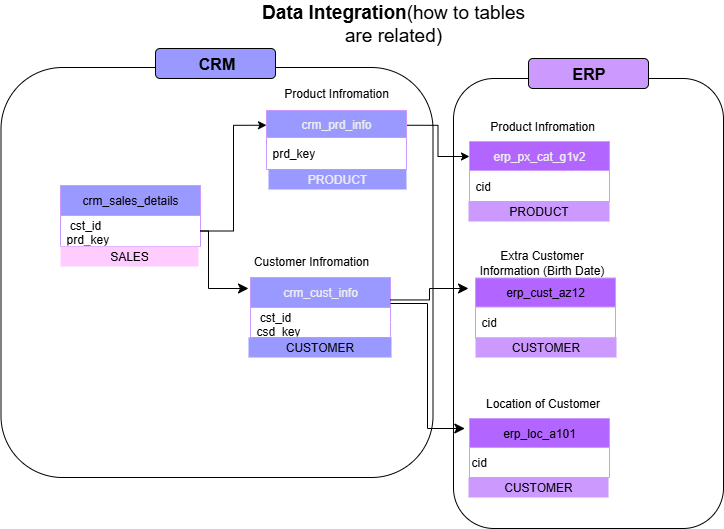 Data Integration(how to tables
are related)
CRM
ERP
Product Infromation
crm_prd_info
prd_key
PRODUCT
Product Infromation
erp_px_cat_g1v2
cid
PRODUCT
crm_sales_details
cst_id
prd_key
SALES
Customer Infromation
crm_cust_info
cst_id
csd_key
CUSTOMER
Extra Customer
Information (Birth Date)
erp_cust_az12
cid
CUSTOMER
Location of Customer
erp_loc_a101
cid
CUSTOMER